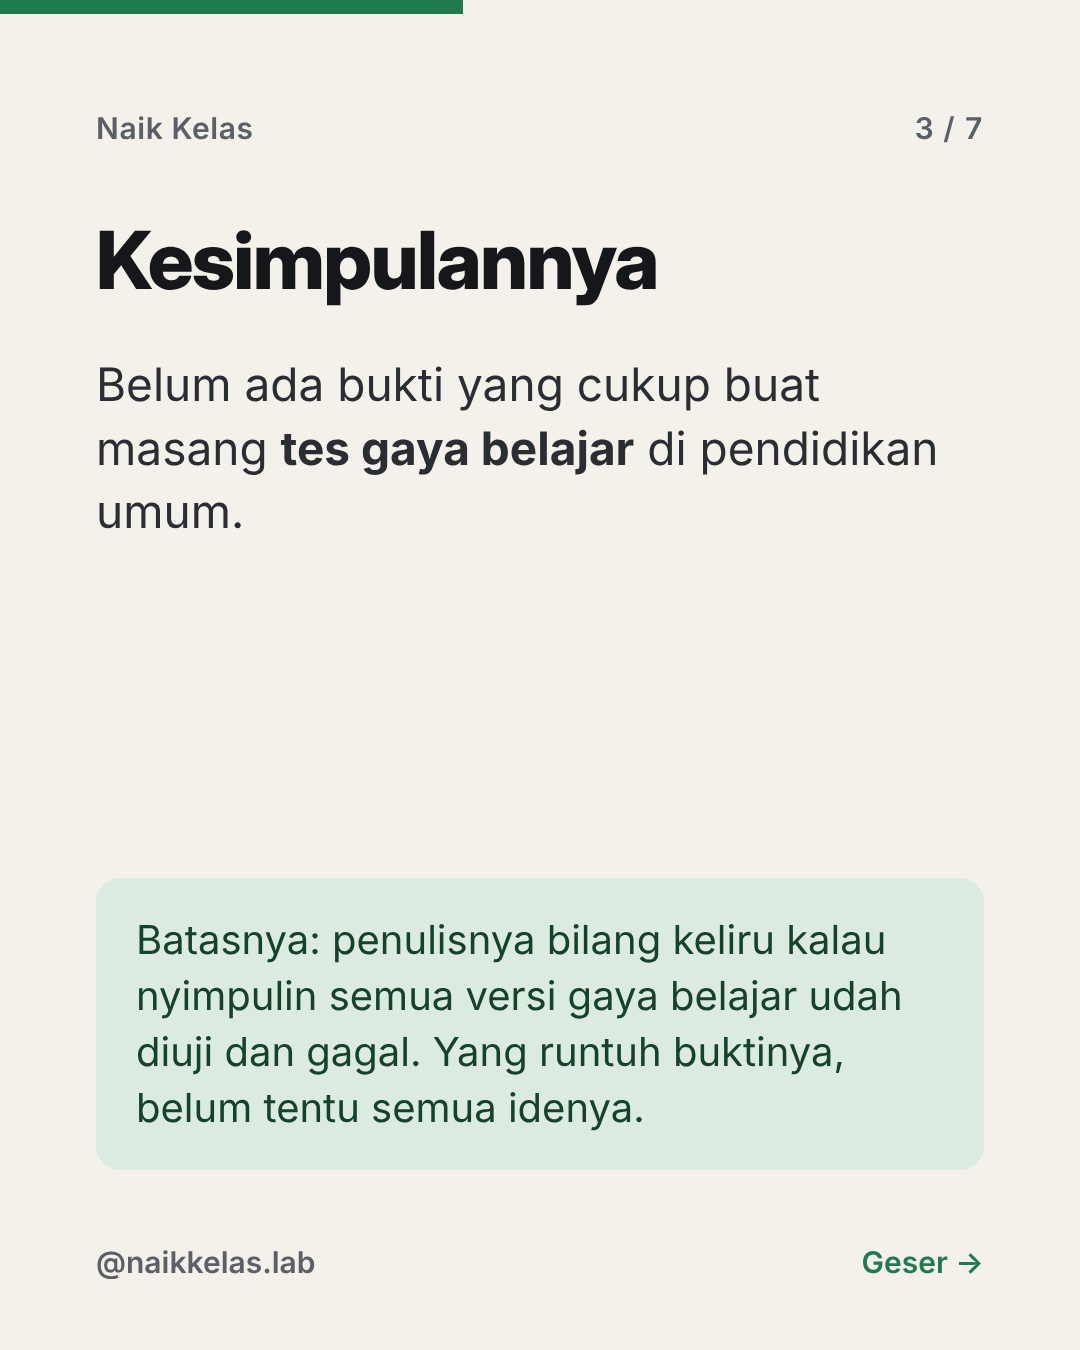 Naik Kelas
3 / 7
Kesimpulannya
Belum ada bukti yang cukup buat
masang tes gaya belajar di pendidikan
umum.
Batasnya: penulisnya bilang keliru kalau
nyimpulin semua versi gaya belajar udah
diuji dan gagal. Yang runtuh buktinya,
belum tentu semua idenya.
@naikkelas.lab
Geser →